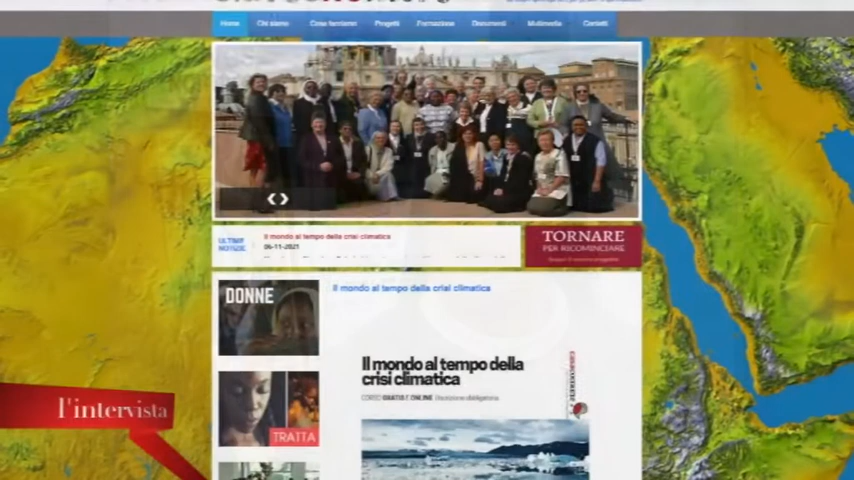 Home Chi siamo Cosa facciamo Progetti Formazione Documenti Multimedia Contatti
ULTIME
NOTIZIE
Il mondo al tempo della crisi climatica
06-11-2021
TORNARE
PER RICOMINCIARE
DONNE
Il mondo al tempo della crisi climatica
Il mondo al tempo della
crisi climatica
CORSO GRATIS E ONLINE
l'intervista
TRATTA